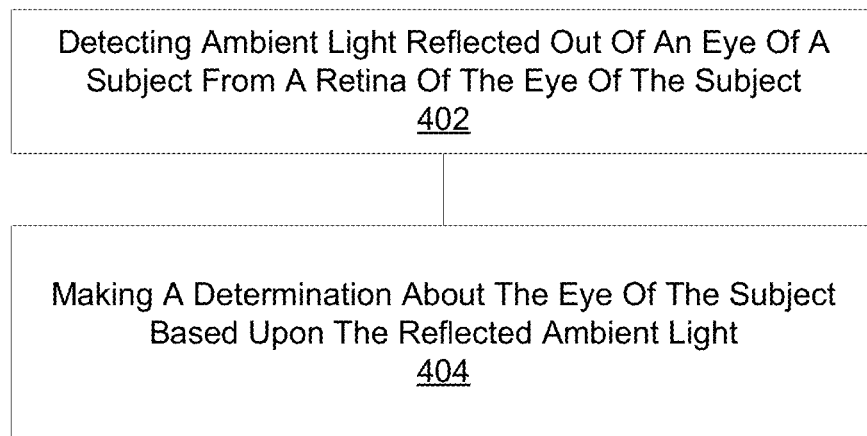 Detecting Ambient Light Reflected Out Of An Eye Of A
Subject From A Retina Of The Eye Of The Subject
402
Making A Determination About The Eye Of The Subject
Based Upon The Reflected Ambient Light
404